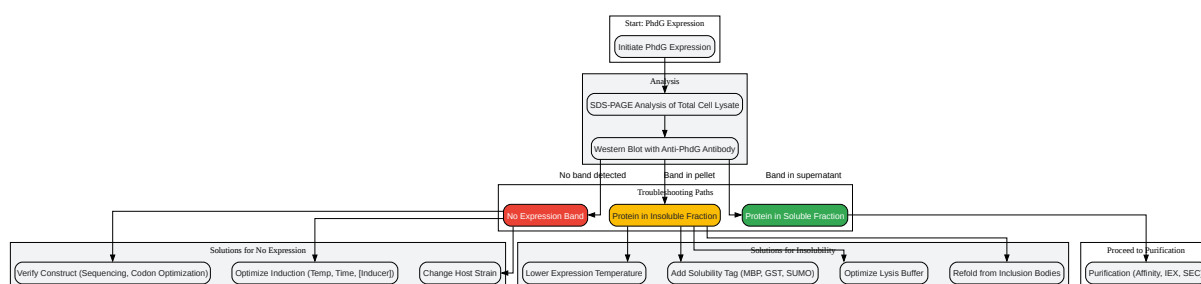 Start: PhdG Expression
Initiate PhdG Expression
Analysis
SDS-PAGE Analysis of Total Cell Lysate
Western Blot with Anti-PhdG Antibody
No band detected
Band in pellet
Band in supernatant
Troubleshooting Paths
No Expression Band
Protein in Insoluble Fraction
Protein in Soluble Fraction
Solutions for No Expression
Verify Construct (Sequencing, Codon Optimization)
Optimize Induction (Temp, Time, [Inducer])
Change Host Strain
Solutions for Insolubility
Lower Expression Temperature
Add Solubility Tag (MBP, GST, SUMO)
Optimize Lysis Buffer
Refold from Inclusion Bodies
Proceed to Purification
Purification (Affinity, IEX, SEC)